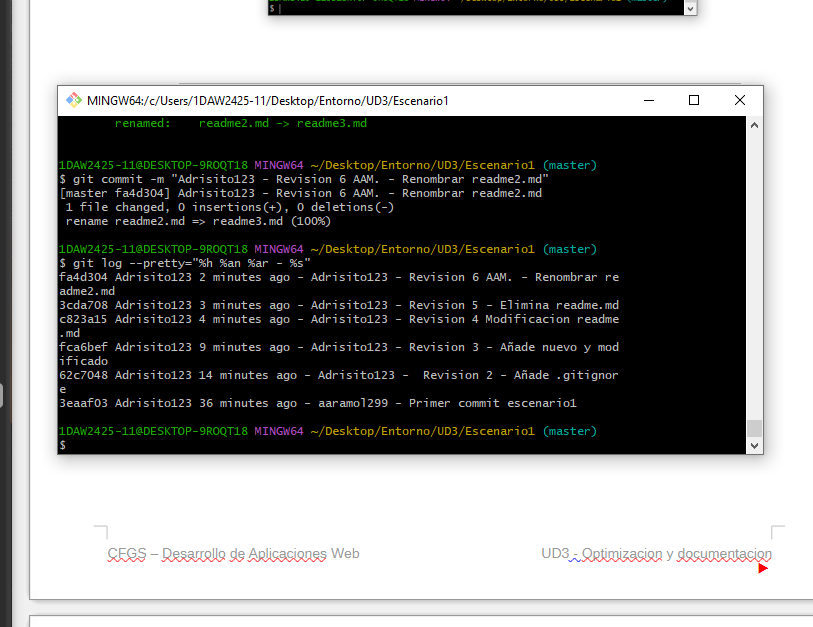 $
MINGW64:/c/Users/1DAW2425-11/Desktop/Entorno/UD3/Escenario1
renamed:    readme2.md -> readme3.md
1DAW2425-11@DESKTOP-9ROQT18 MINGW64 ~/Desktop/Entorno/UD3/Escenario1 (master)
$ git commit -m "Adrisito123 - Revision 6 AAM. - Renombrar readme2.md"
[master fa4d304] Adrisito123 - Revision 6 AAM. - Renombrar readme2.md
 1 file changed, 0 insertions(+), 0 deletions(-)
 rename readme2.md => readme3.md (100%)
1DAW2425-11@DESKTOP-9ROQT18 MINGW64 ~/Desktop/Entorno/UD3/Escenario1 (master)
$ git log --pretty="%h %an %ar - %s"
fa4d304 Adrisito123 2 minutes ago - Adrisito123 - Revision 6 AAM. - Renombrar re
adme2.md
3cda708 Adrisito123 3 minutes ago - Adrisito123 - Revision 5 - Elimina readme.md
c823a15 Adrisito123 4 minutes ago - Adrisito123 - Revision 4 Modificacion readme
.md
fca6bef Adrisito123 9 minutes ago - Adrisito123 - Revision 3 - Añade nuevo y mod
ificado
62c7048 Adrisito123 14 minutes ago - Adrisito123 -  Revision 2 - Añade .gitignor
e
3eaaf03 Adrisito123 36 minutes ago - aaramol299 - Primer commit escenario1
1DAW2425-11@DESKTOP-9ROQT18 MINGW64 ~/Desktop/Entorno/UD3/Escenario1 (master)
$
CFGS – Desarrollo de Aplicaciones Web
UD3 - Optimizacion y documentacion